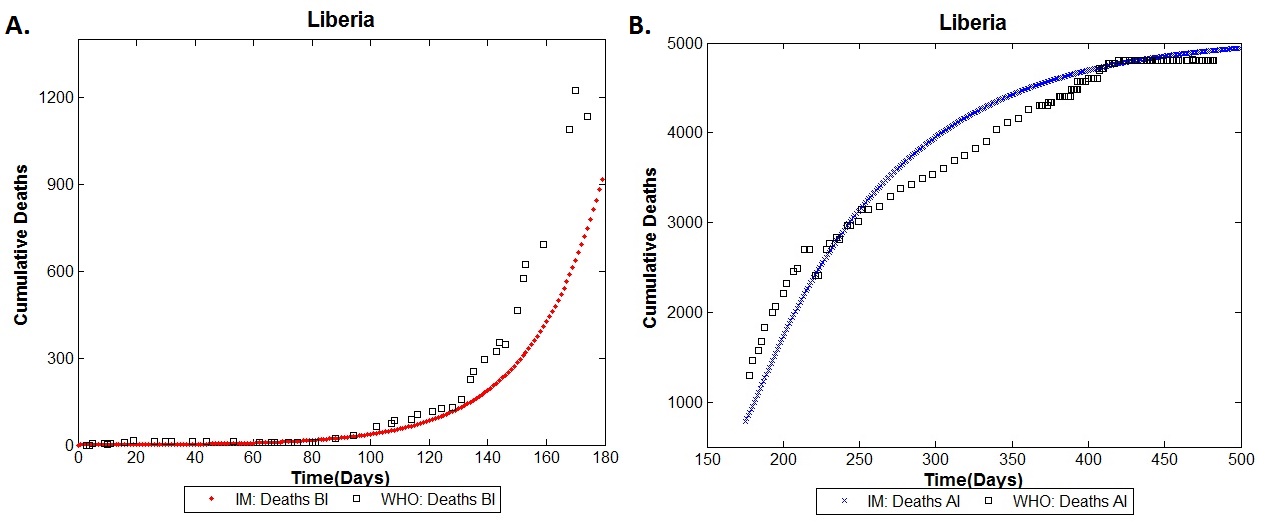 A.
Liberia
Cumulative Deaths
1200
900
600
300
0
0 20 40 60 80 100 120 140 160 180
Time(Days)
IM: Deaths BI WHO: Deaths BI
B.
Liberia
Cumulative Deaths
5000
4000
3000
2000
1000
150 200 250 300 350 400 450 500
Time(Days)
IM: Deaths AI WHO: Deaths AI